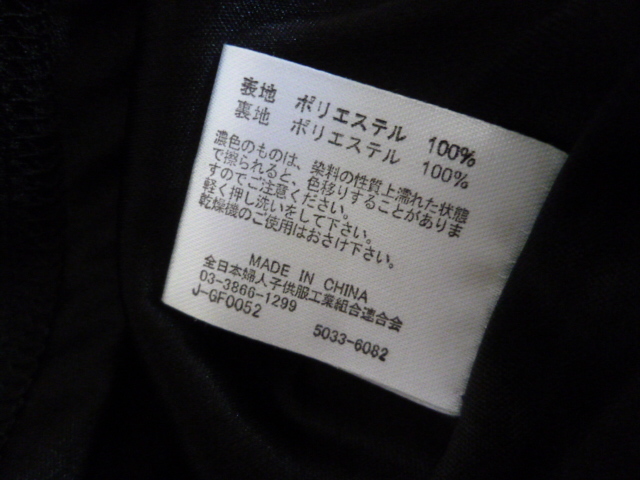 表地 ポリエステル 100%
裏地 ポリエステル 100%
濃色のものは、染料の性質上濡れた状態
で擦られると、色移りすることがありま
すのでご注意ください。
軽く押し洗いをして下さい。
乾燥機のご使用はおさけ下さい。
MADE IN CHINA
全日本婦人子供服工業組合連合会
03-3866-1299
J-GF0052
5033-6082